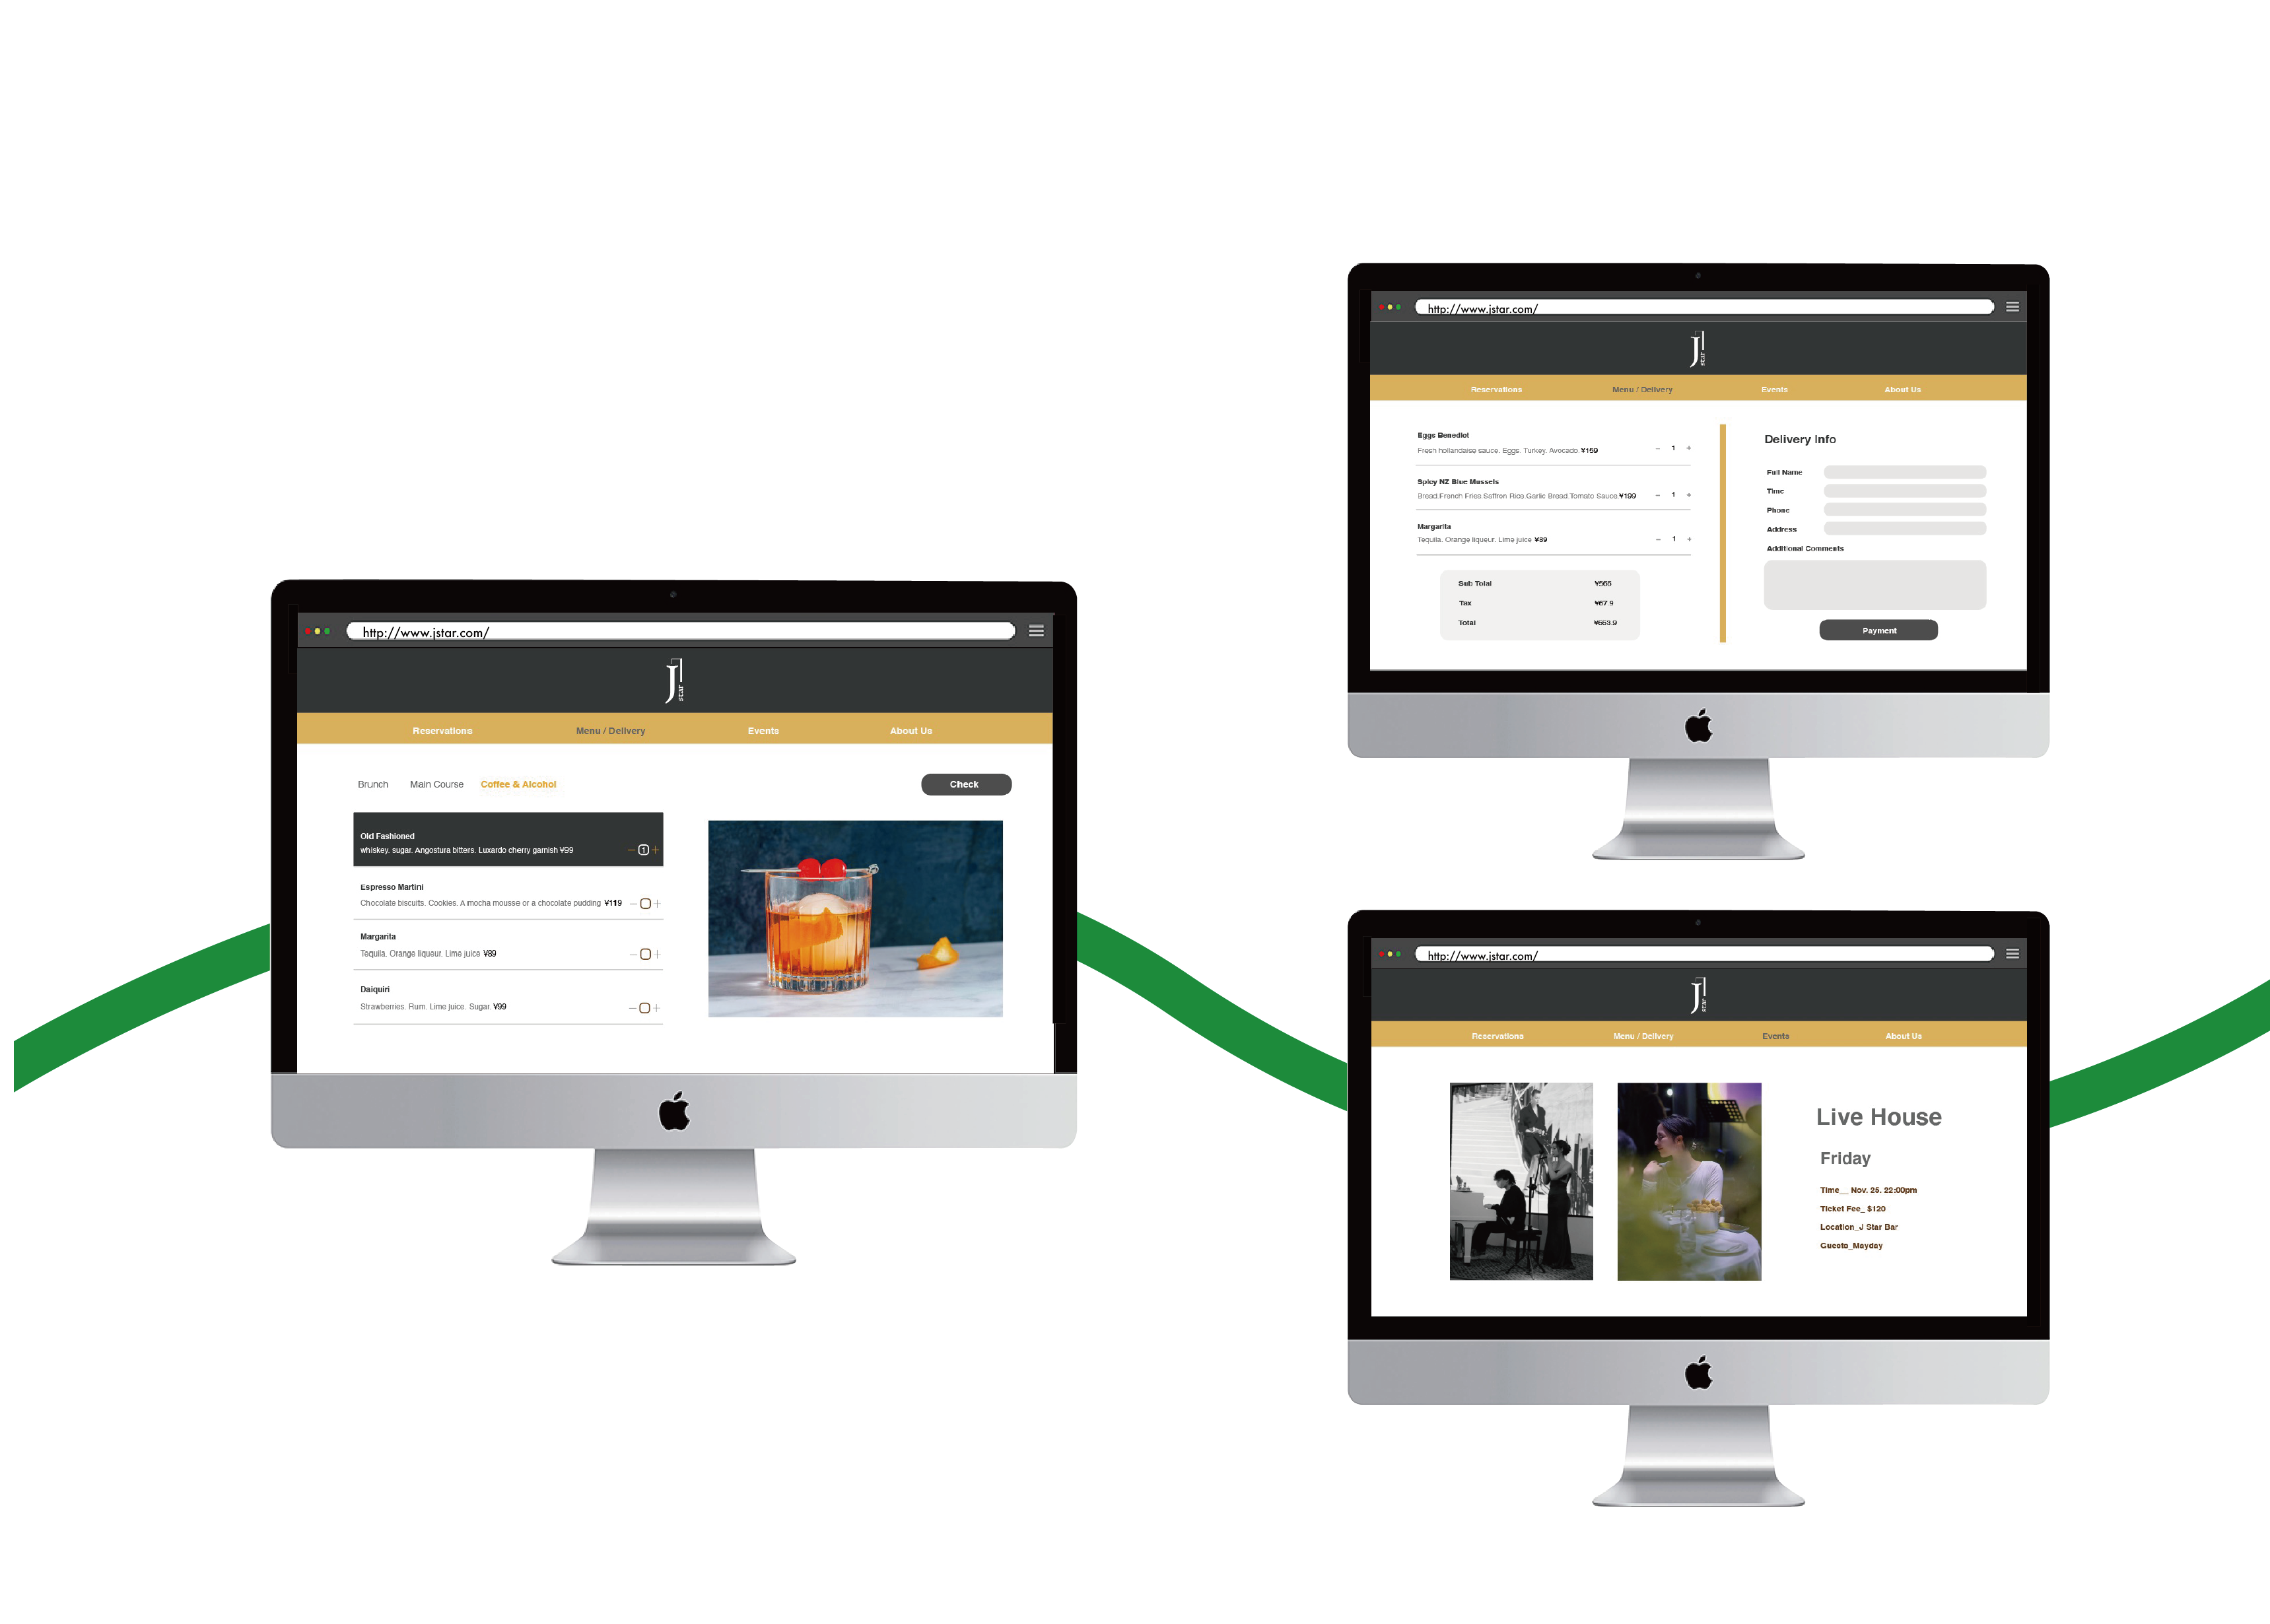 http://www.jstar.com/
J star
Reservations Menu / Delivery Events About Us
Brunch Main Course Coffee & Alcohol Check
Old Fashioned
whiskey. sugar. Angostura bitters. Luxardo cherry garnish ¥99
- 1 +
Espresso Martini
Chocolate biscuits. Cookies. A mocha mousse or a chocolate pudding ¥119
- +
Margarita
Tequila. Orange liqueur. Lime juice ¥89
- +
Daiquiri
Strawberries. Rum. Lime juice. Sugar. ¥99
- +
http://www.jstar.com/
J star
Reservations Menu / Delivery Events About Us
Eggs Benedict
Fresh hollandaise sauce. Eggs. Turkey. Avocado. ¥159
- 1 +
Spicy NZ Blue Mussels
Bread.French Fries.Saffron Rice.Garlic Bread.Tomato Sauce.¥199
- 1 +
Margarita
Tequila. Orange liqueur. Lime juice ¥89
- 1 +
Sub Total
Tax ¥67.9
Total
Delivery Info
Full Name
Time
Phone
Address
Additional Comments
Payment
http://www.jstar.com/
J star
Reservations Menu / Delivery Events About Us
Live House
Friday
Time__ Nov. 25. 22:00pm
Ticket Fee_ $120
Location_J Star Bar
Guests_Mayday